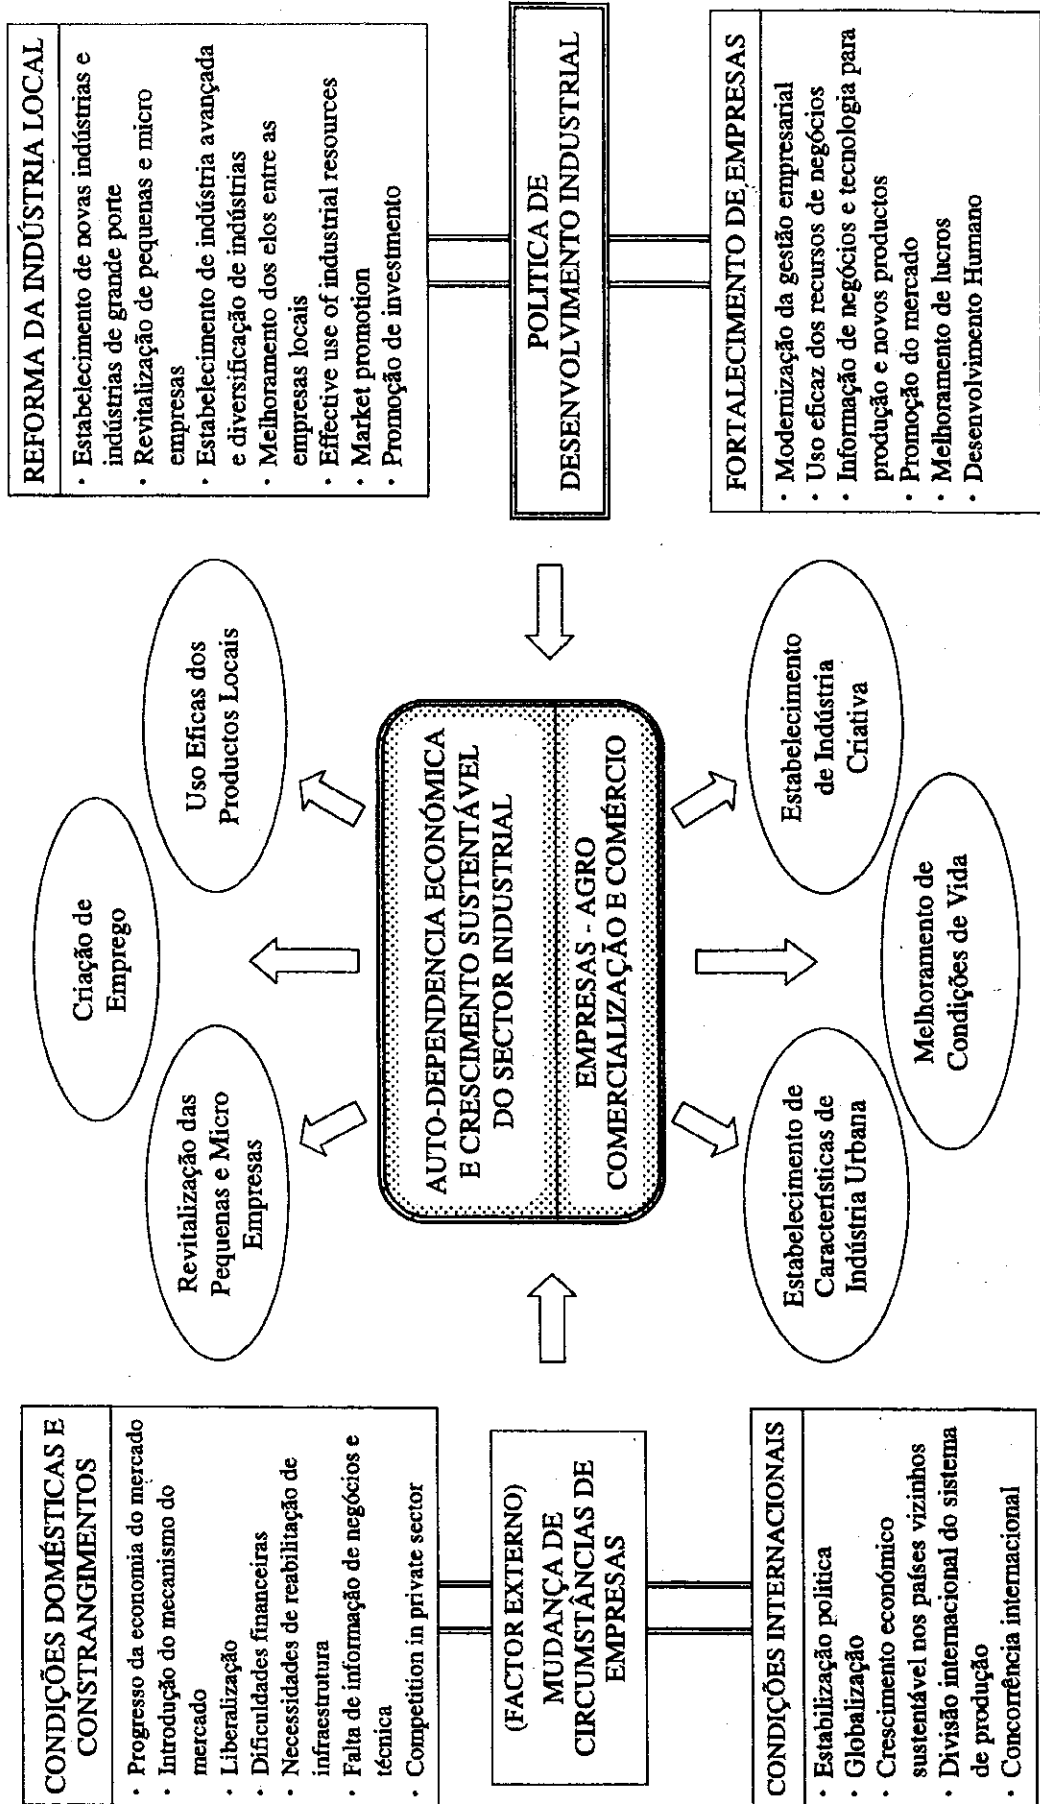 CONDIÇÕES DOMÉSTICAS E
CONSTRANGIMENTOS
· Progresso da economia do mercado
· Introdução do mecanismo do
mercado
· Liberalização
· Dificuldades financeiras
· Necessidades de reabilitação de
infraestrutura
· Falta de informação de negócios e
técnica
· Competition in private sector
(FACTOR EXTERNO)
MUDANÇA DE
CIRCUMSTÂNCIAS DE
EMPRESAS
CONDIÇÕES INTERNACIONAIS
· Estabilização política
· Globalização
· Crescimento económico
sustentável nos países vizinhos
· Divisão internacional do sistema
de produção
· Concorrência internacional
Revitalização das
Pequenas e Micro
Empresas
Criação de
Emprego
Uso Eficas dos
Productos Locais
AUTO-DEPENDENCIA ECONÓMICA
E CRESCIMENTO SUSTENTÁVEL
DO SECTOR INDUSTRIAL
EMPRESAS - AGRO
COMERCIALIZAÇÃO E COMÉRCIO
Estabelecimento de
Características de
Indústria Urbana
Melhoramento de
Condições de Vida
Estabelecimento
de Indústria
Criativa
REFORMA DA INDÚSTRIA LOCAL
· Estabelecimento de novas indústrias e
indústrias de grande porte
· Revitalização de pequenas e micro
empresas
· Estabelecimento de indústria avançada
e diversificação de indústrias
· Melhoramento dos elos entre as
empresas locais
· Effective use of industrial resources
· Market promotion
· Promoção de investimento
POLITICA DE
DESENVOLVIMENTO INDUSTRIAL
FORTALECIMENTO DE EMPRESAS
· Modernização da gestão empresarial
· Uso eficaz dos recursos de negócios
· Informação de negócios e tecnologia para
produção e novos productos
· Promoção do mercado
· Melhoramento de lucros
· Desenvolvimento Humano